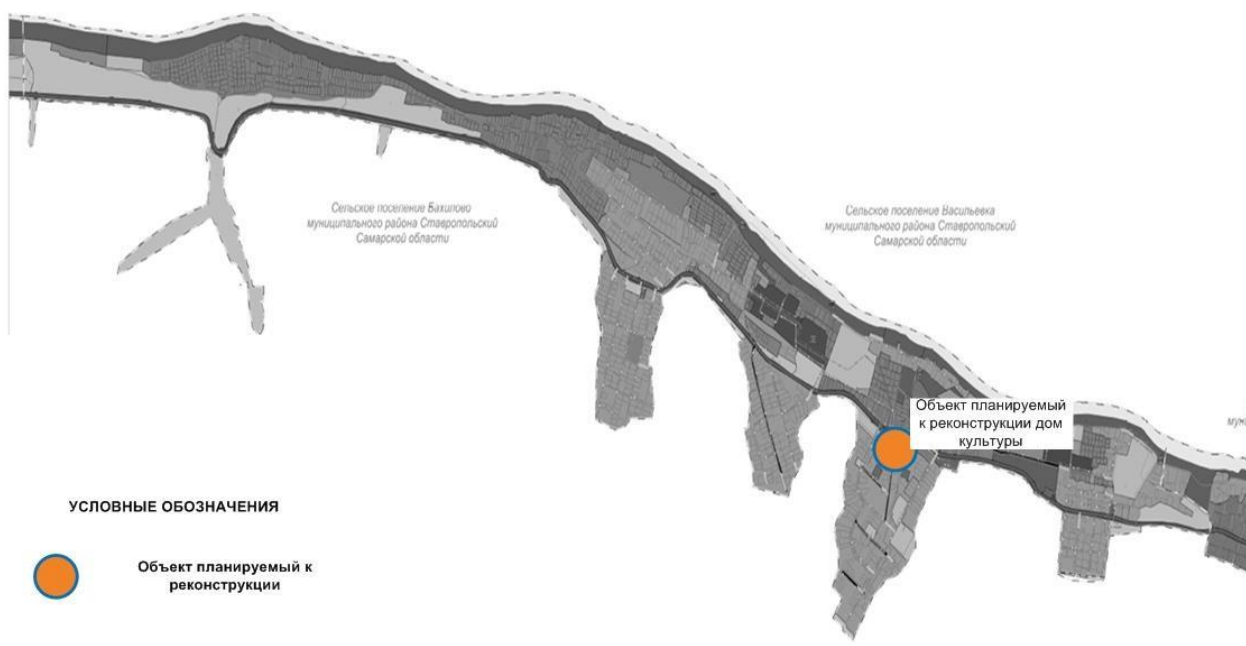 Сельское поселение Бахилово
муниципального района Ставропольский
Самарской области
Сельское поселение Васильевка
муниципального района Ставропольский
Самарской области
Объект планируемый
к реконструкции дом
культуры
УСЛОВНЫЕ ОБОЗНАЧЕНИЯ
Объект планируемый к
реконструкции